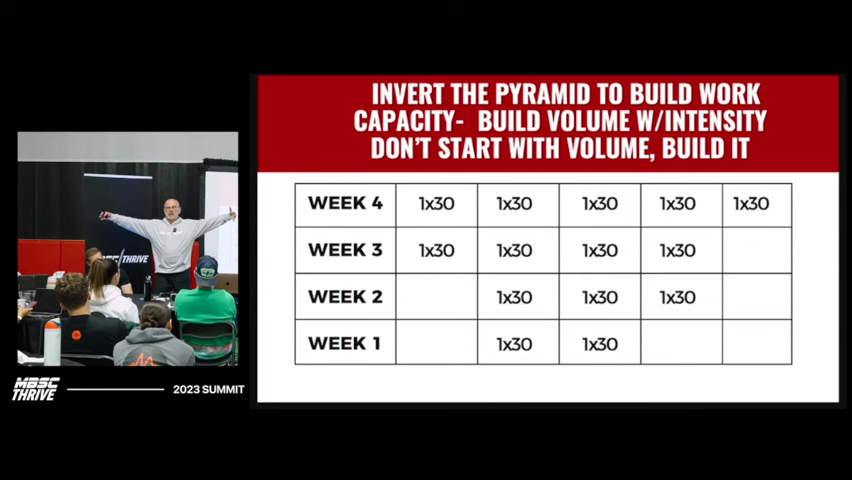 INVERT THE PYRAMID TO BUILD WORK
CAPACITY- BUILD VOLUME W/INTENSITY
DON'T START WITH VOLUME, BUILD IT
WEEK 4 1x30 1x30 1x30 1x30 1x30
WEEK 3 1x30 1x30 1x30 1x30
WEEK 2 1x30 1x30 1x30
WEEK 1 1x30 1x30
MBSC/THRIVE
MBSC
THRIVE
2023 SUMMIT